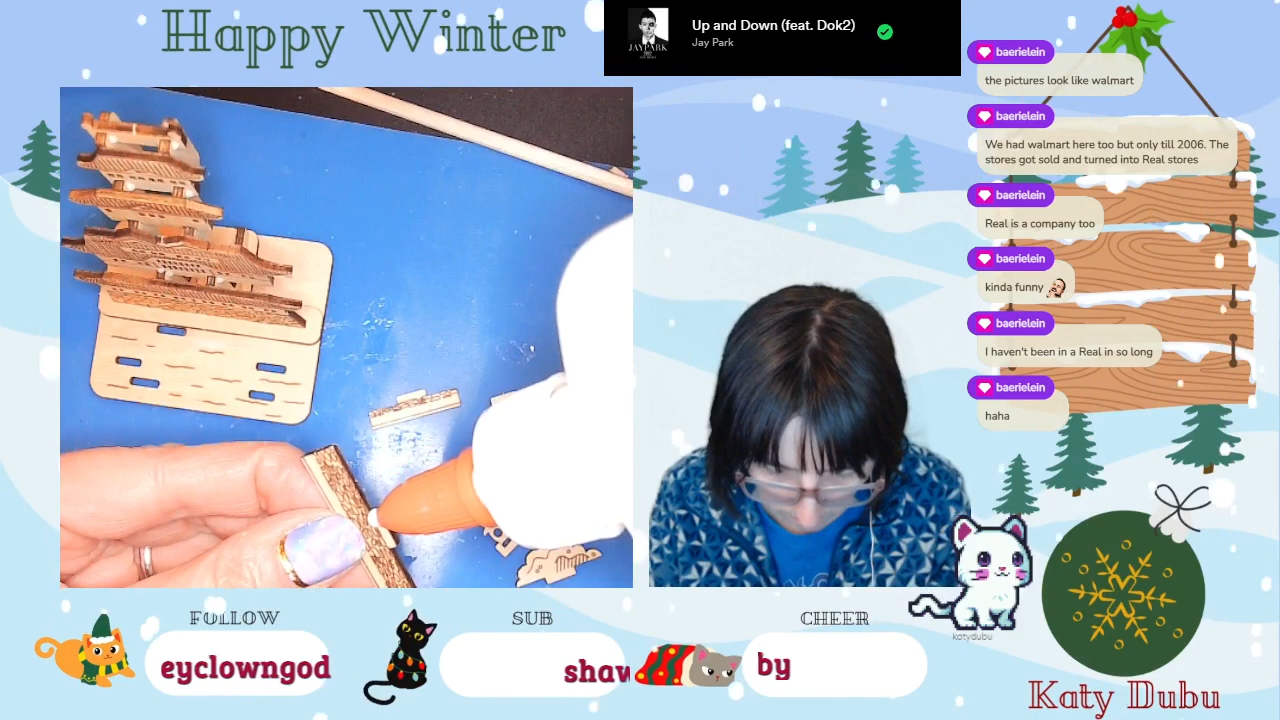 Happy Winter
JAYPARK
Up and Down (feat. Dok2)
Jay Park
baerielein
the pictures look like walmart
baerielein
We had walmart here too but only till 2006. The
stores got sold and turned into Real stores
baerielein
Real is a company too
baerielein
kinda funny
baerielein
I haven't been in a Real in so long
baerielein
haha
katydubu
FOLLOW
SUB
CHEER
eyclowngod
shaw
by
Katy Dubu